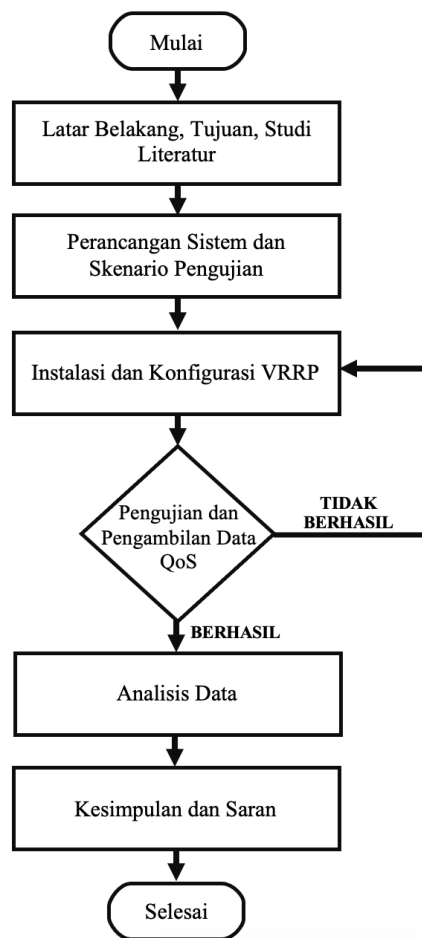 Mulai
Latar Belakang, Tujuan, Studi
Literatur
Perancangan Sistem dan
Skenario Pengujian
Instalasi dan Konfigurasi VRRP
Pengujian dan
Pengambilan Data
QoS
TIDAK
BERHASIL
BERHASIL
Analisis Data
Kesimpulan dan Saran
Selesai